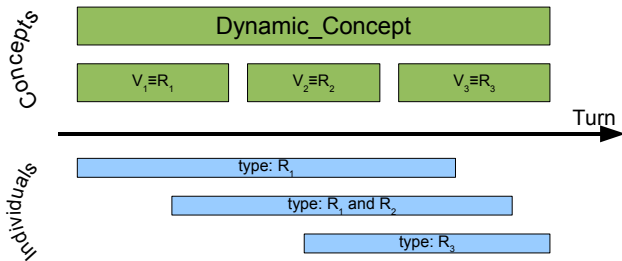 Concepts
Dynamic_Concept
V₁≡R₁ V₂≡R₂ V₃≡R₃
Turn
Individuals
type: R₁
type: R₁ and R₂
type: R₃